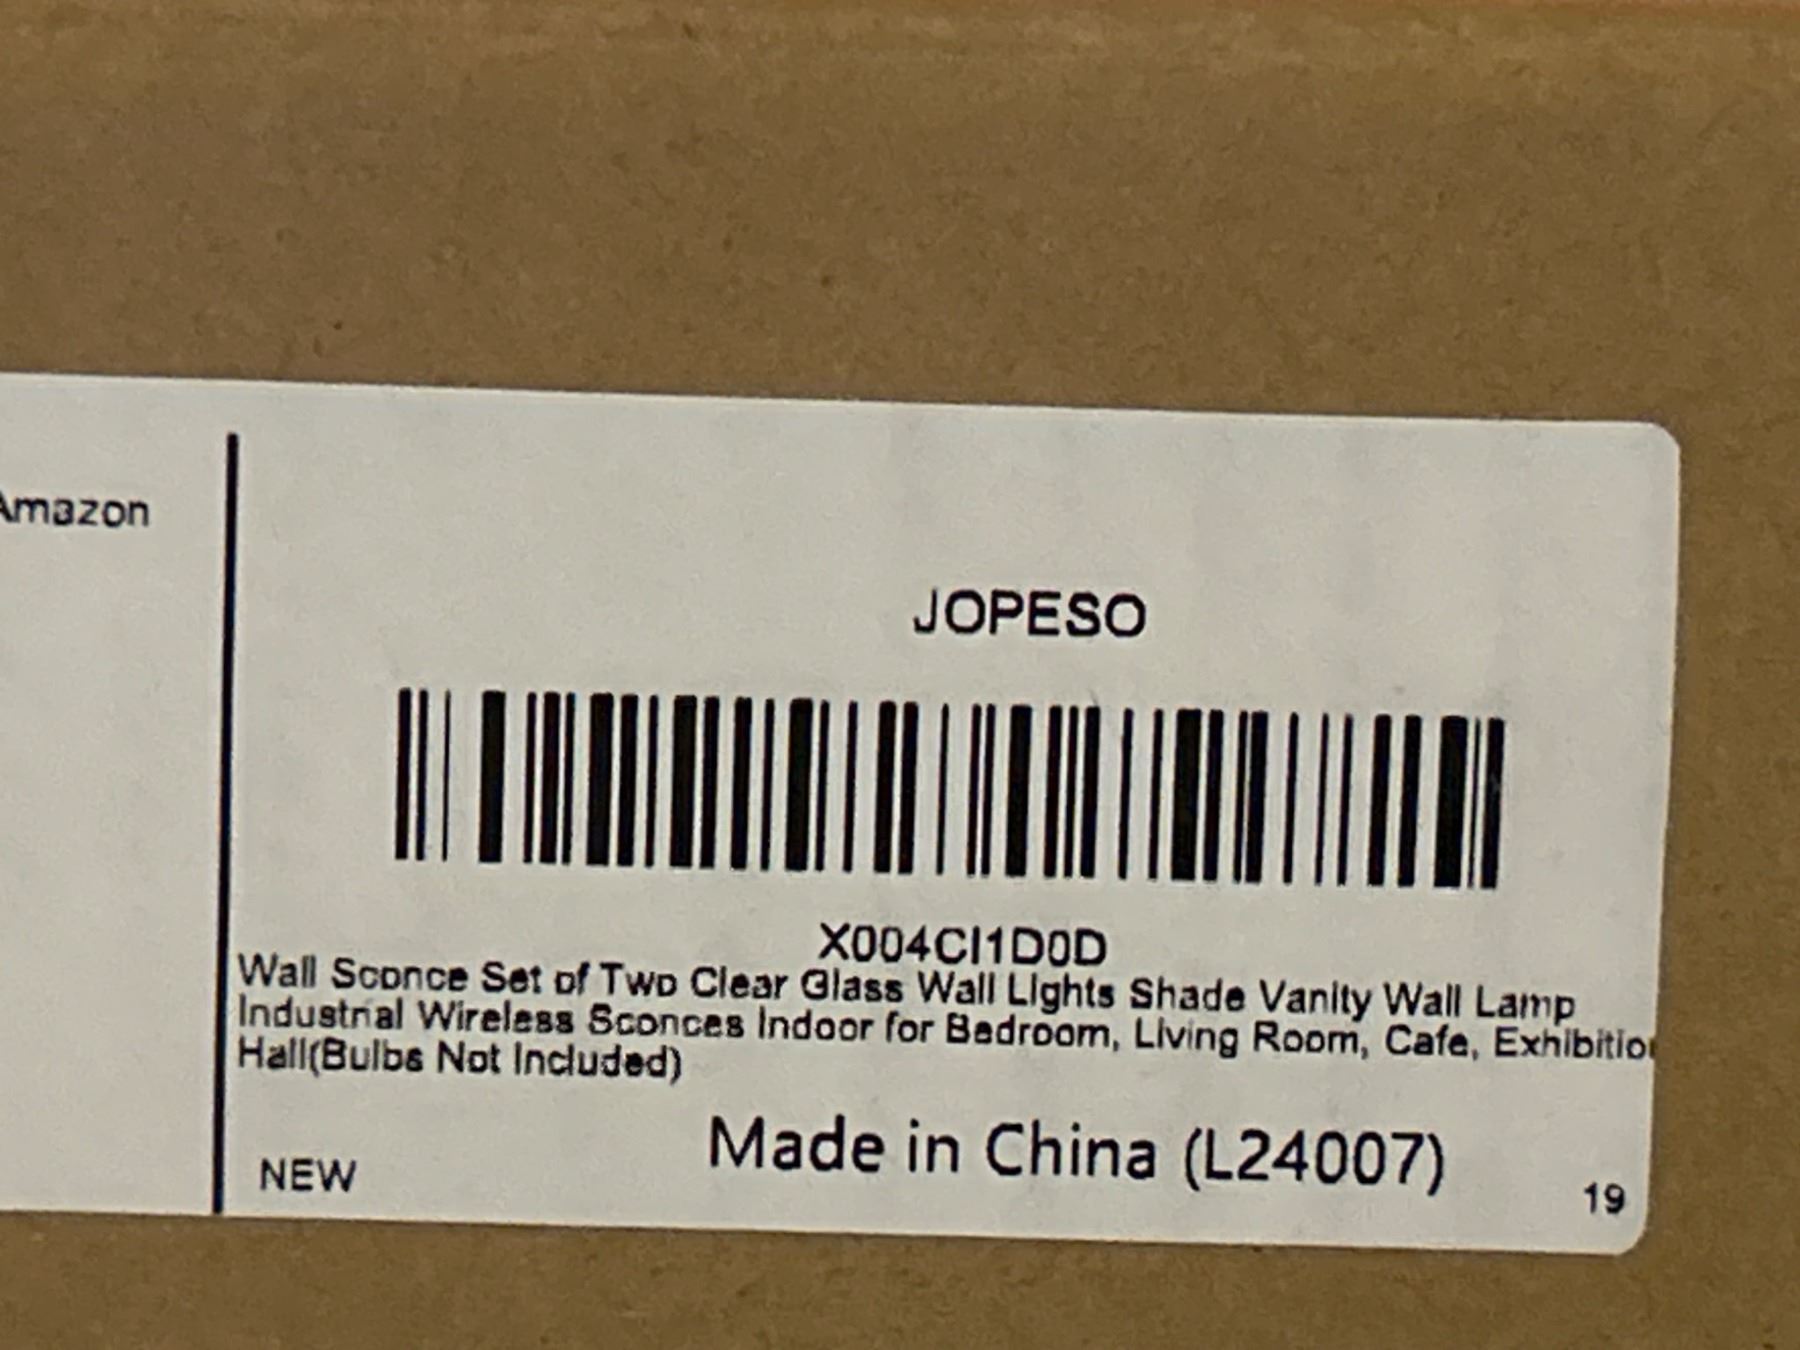 Amazon
JOPESO
X004CI1D0D
Wall Sconce Set of Two Clear Glass Wall Lights Shade Vanity Wall Lamp
Industrial Wireless Sconces Indoor for Bedroom, Living Room, Cafe, Exhibition
Hall(Bulbs Not Included)
NEW
Made in China (L24007)
19